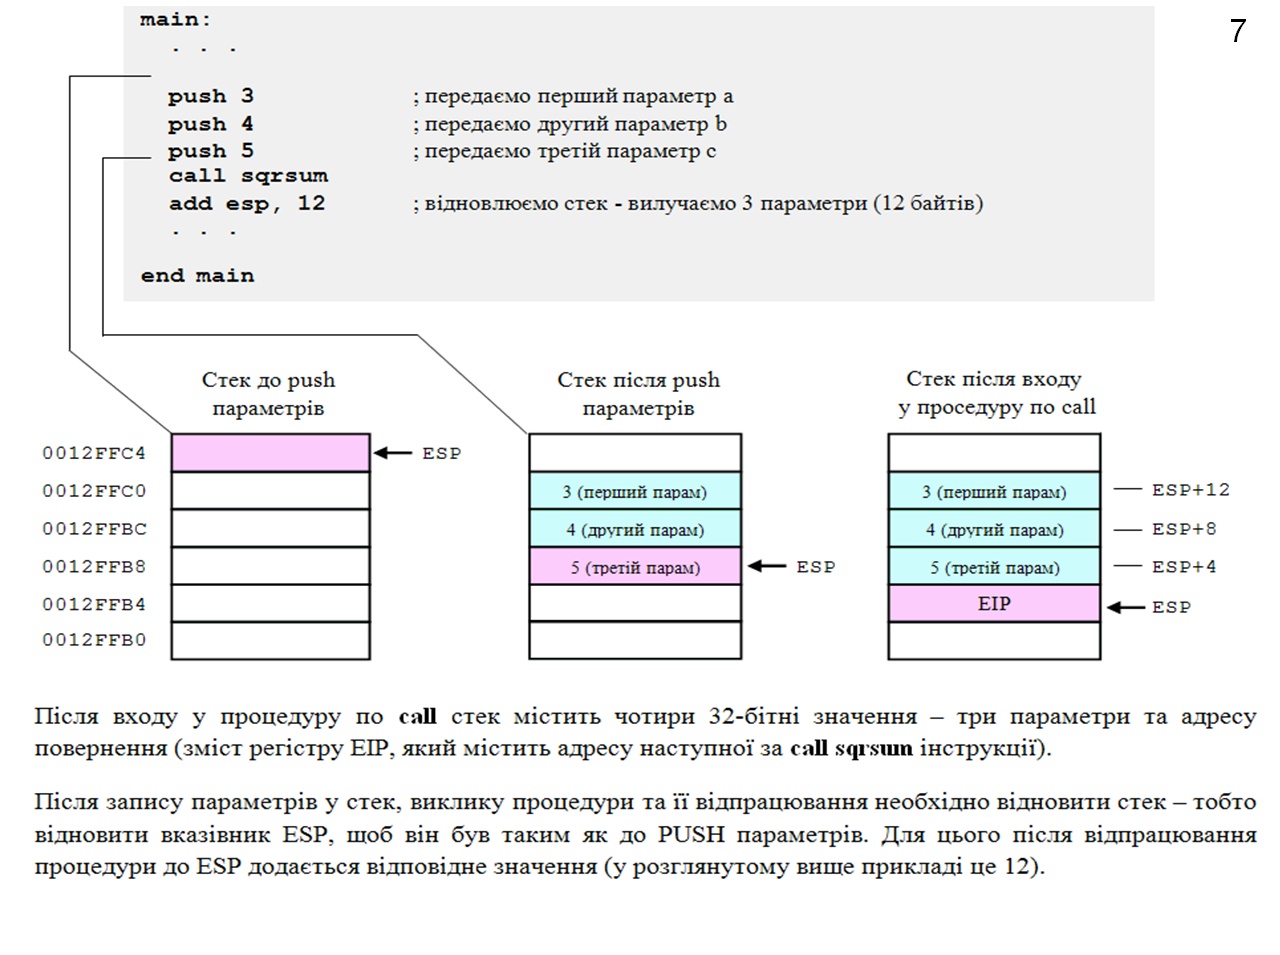 7
main:
. . .
push 3 ; передаємо перший параметр a
push 4 ; передаємо другий параметр b
push 5 ; передаємо третій параметр c
call sqrsum
add esp, 12 ; відновлюємо стек - вилучаємо 3 параметри (12 байтів)
. . .
end main
Стек до push
параметрів
Стек після push
параметрів
Стек після входу
у проседуру по call
0012FFC4
0012FFC0
0012FFBC
0012FFB8
0012FFB4
0012FFB0
ESP
3 (перший парам)
4 (другий парам)
5 (третій парам)
ESP
3 (перший парам)
4 (другий парам)
5 (третій парам)
EIP
ESP+12
ESP+8
ESP+4
ESP
Після входу у процедуру по call стек містить чотири 32-бітні значення – три параметри та адресу
повернення (зміст регістру EIP, який містить адресу наступної за call sqrsum інструкції).
Після запису параметрів у стек, виклику процедури та її відпрацювання необхідно відновити стек – тобто
відновити вказівник ESP, щоб він був таким як до PUSH параметрів. Для цього після відпрацювання
процедури до ESP додається відповідне значення (у розглянутому вище прикладі це 12).